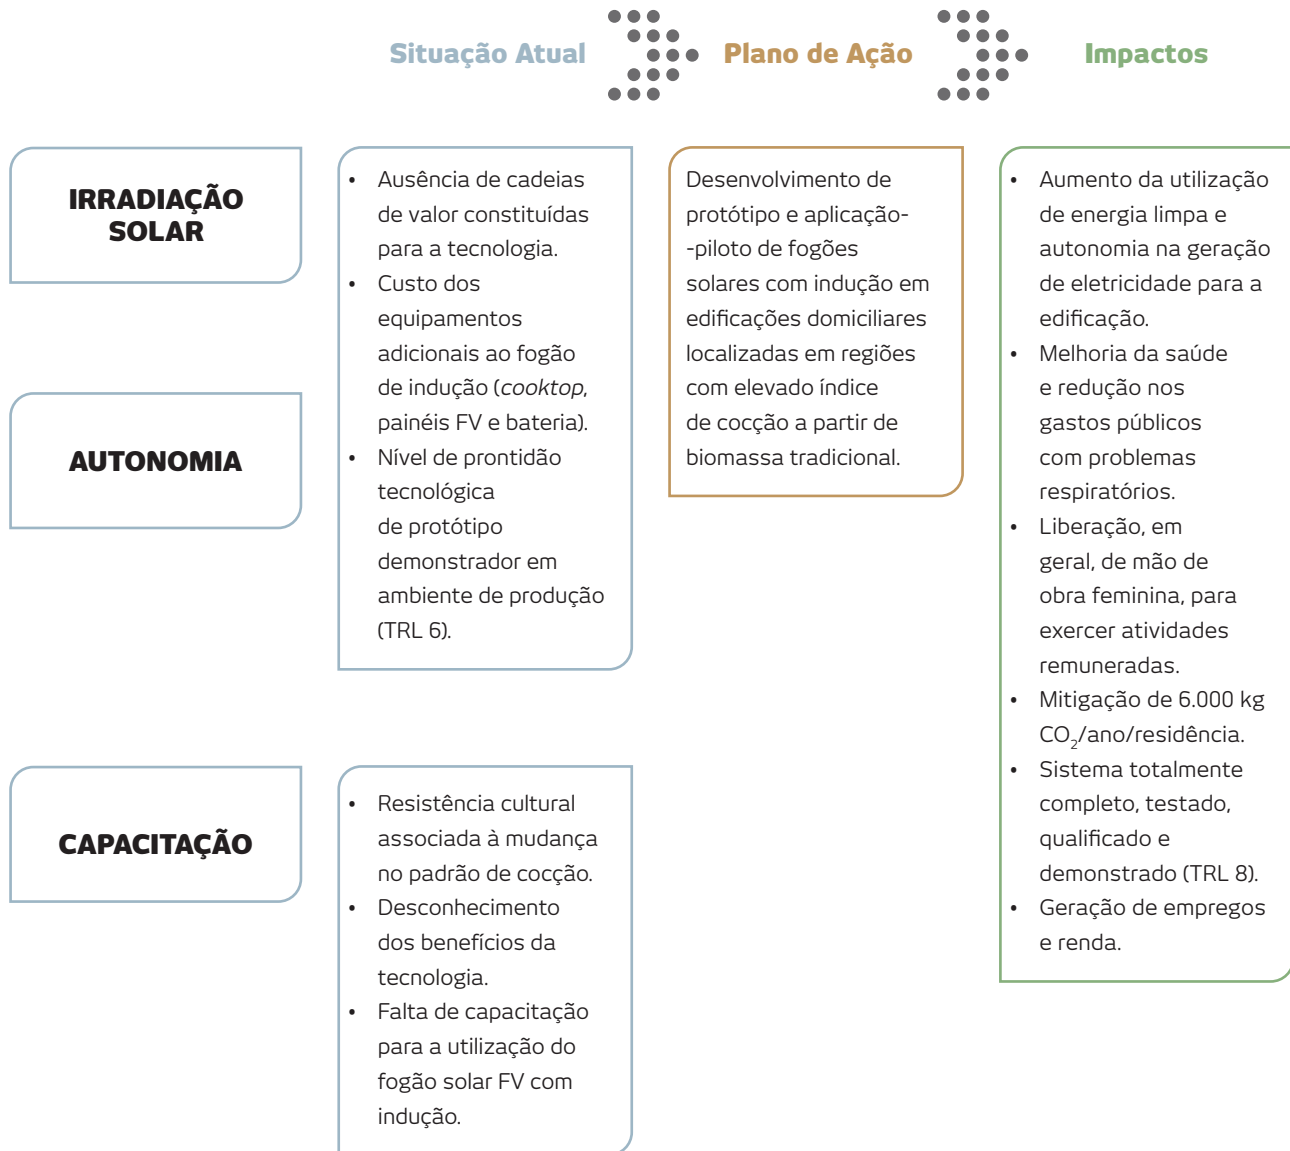 Situação Atual
Plano de Ação
Impactos
IRRADIAÇÃO
SOLAR
AUTONOMIA
• Ausência de cadeias
de valor constituídas
para a tecnologia.
• Custo dos
equipamentos
adicionais ao fogão
de indução (cooktop,
painéis FV e bateria).
• Nível de prontidão
tecnológica
de protótipo
demonstrador em
ambiente de produção
(TRL 6).
Desenvolvimento de
protótipo e aplicação-
-piloto de fogões
solares com indução em
edificações domiciliares
localizadas em regiões
com elevado índice
de cocção a partir de
biomassa tradicional.
• Aumento da utilização
de energia limpa e
autonomia na geração
de eletricidade para a
edificação.
• Melhoria da saúde
e redução nos
gastos públicos
com problemas
respiratórios.
• Liberação, em
geral, de mão de
obra feminina, para
exercer atividades
remuneradas.
• Mitigação de 6.000 kg
CO₂/ano/residência.
• Sistema totalmente
completo, testado,
qualificado e
demonstrado (TRL 8).
• Geração de empregos
e renda.
CAPACITAÇÃO
• Resistência cultural
associada à mudança
no padrão de cocção.
• Desconhecimento
dos benefícios da
tecnologia.
• Falta de capacitação
para a utilização do
fogão solar FV com
indução.